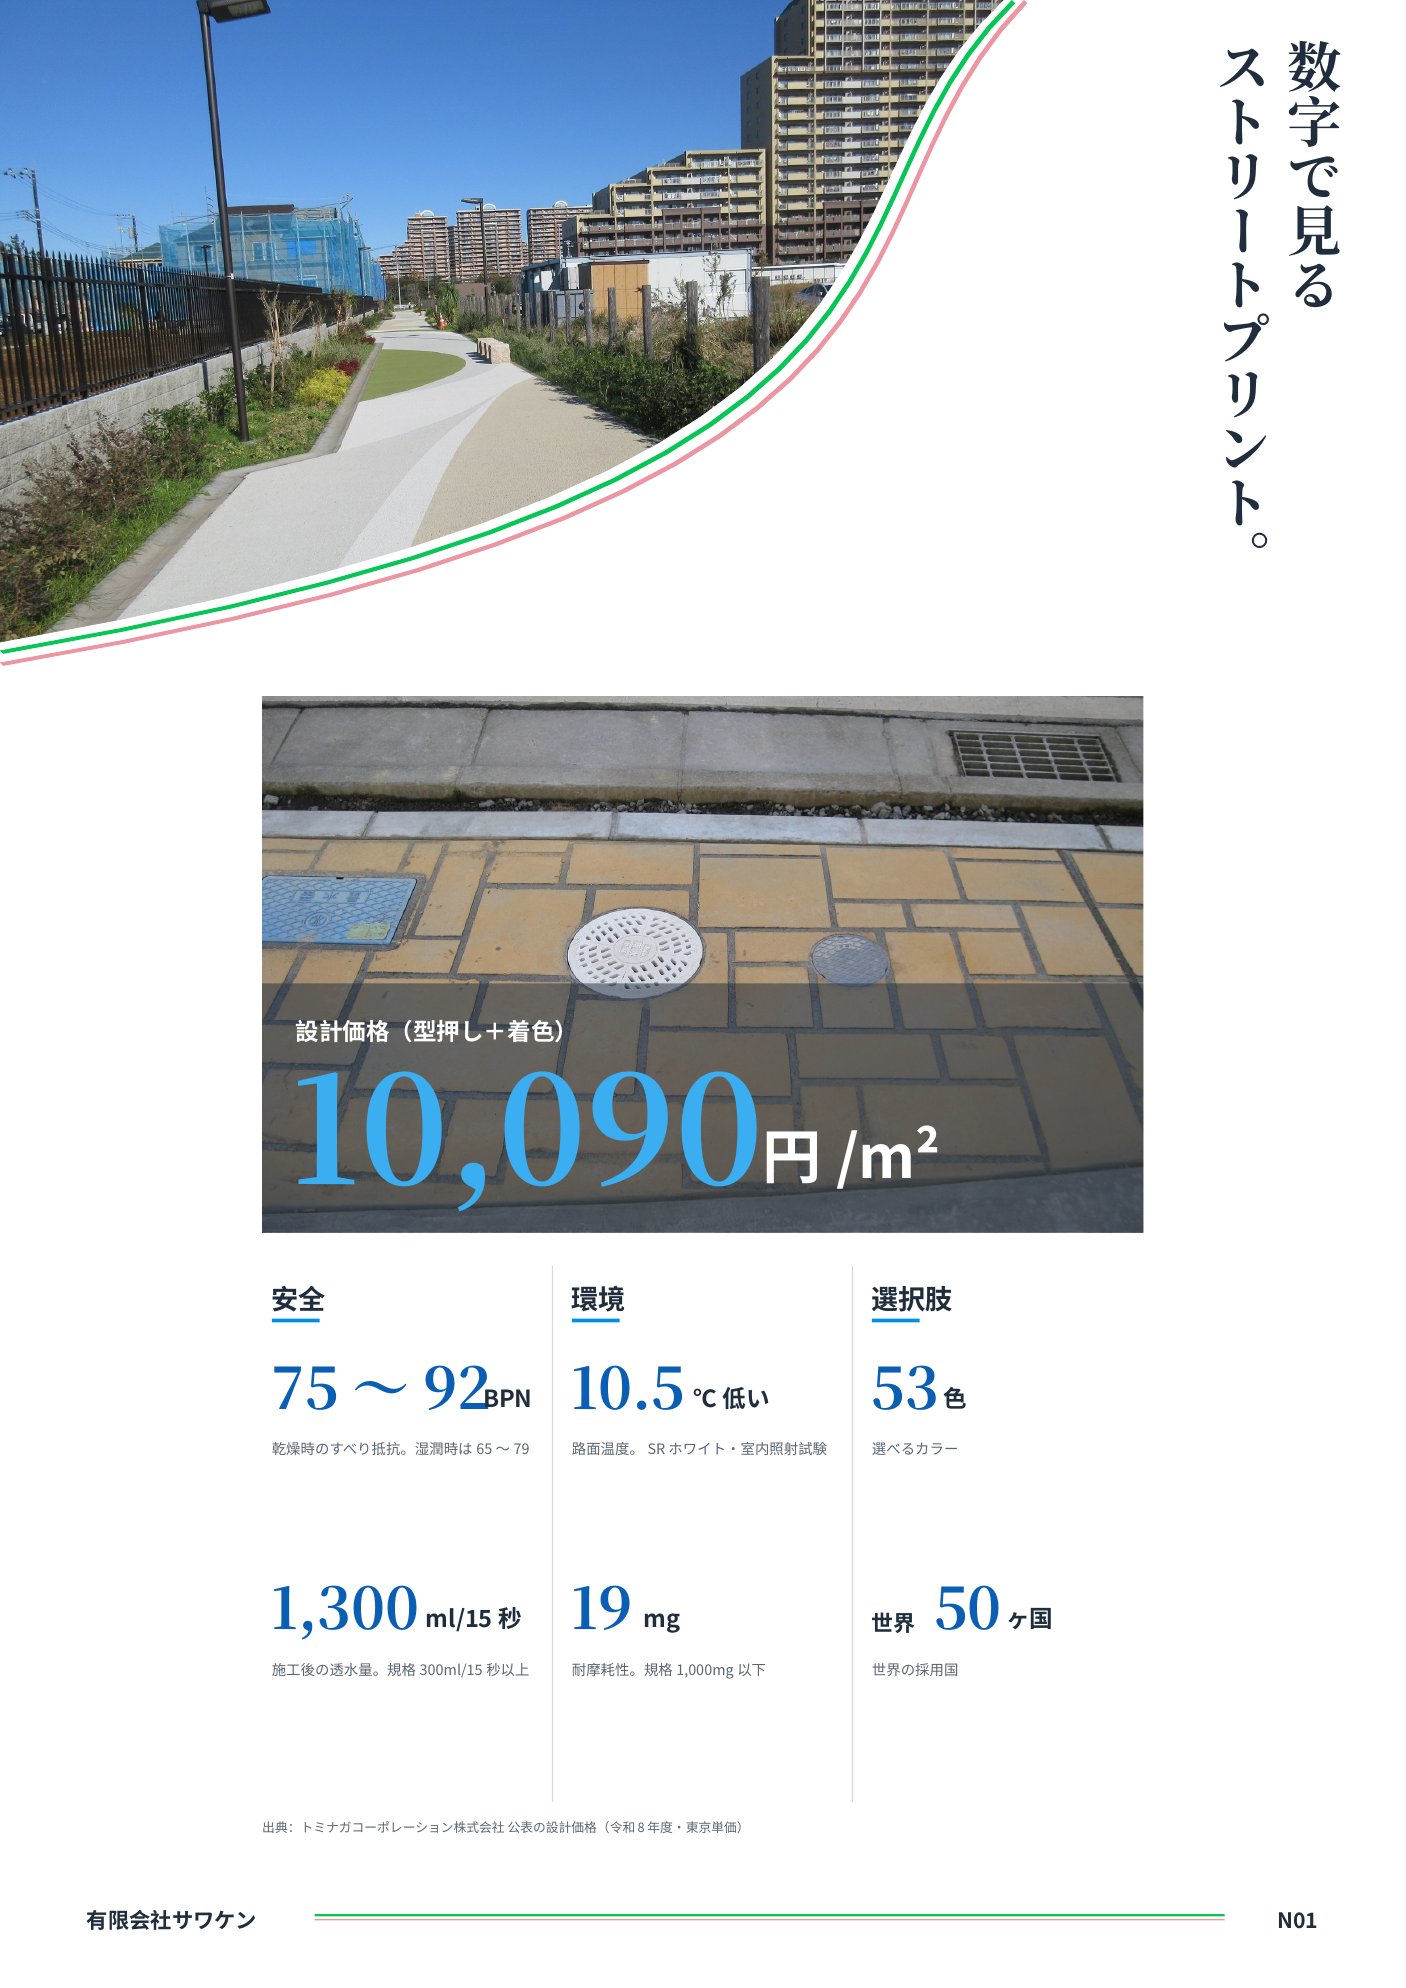 数字で見る
ストリートプリント。
設計価格（型押し＋着色）
10,090円 /m²
安全
75 〜 92BPN
乾燥時のすべり抵抗。湿潤時は 65 〜 79
1,300 ml/15 秒
施工後の透水量。規格 300ml/15 秒以上
環境
10.5 ℃ 低い
路面温度。 SR ホワイト・室内照射試験
19 mg
耐摩耗性。規格 1,000mg 以下
選択肢
53 色
選べるカラー
世界 50 ヶ国
世界の採用国
出典：トミナガコーポレーション株式会社 公表の設計価格（令和 8 年度・東京単価）
有限会社サワケン
N01